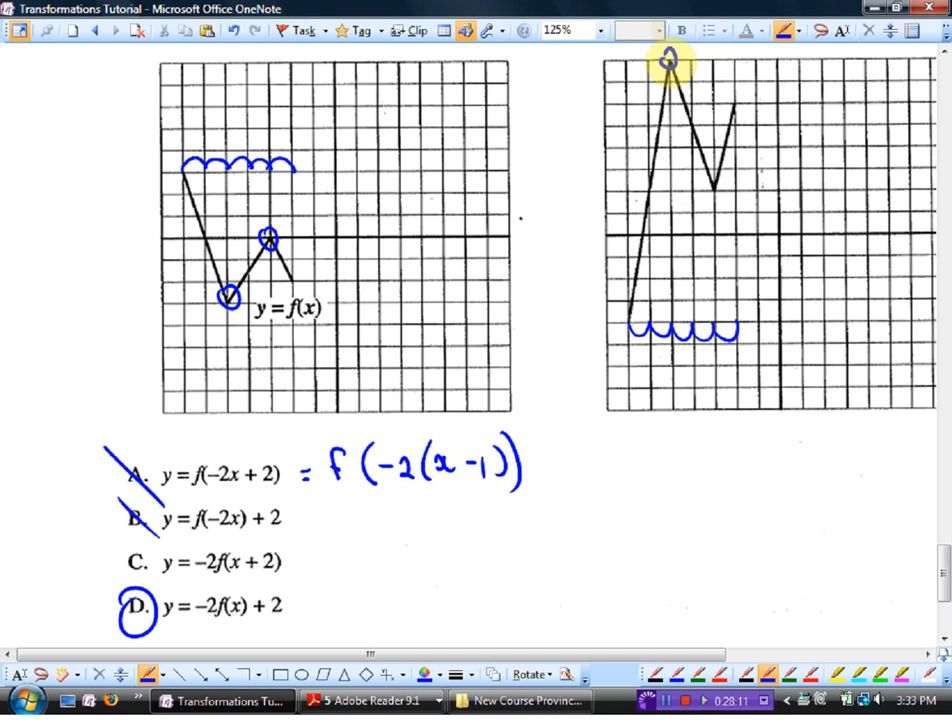 Transformations Tutorial - Microsoft Office OneNote
Task Tag Clip 125% B A
y = f(x)
A. y = f(-2x + 2) = f(-2(x-1))
B. y = f(-2x) + 2
C. y = -2f(x + 2)
D. y = -2f(x) + 2
Rotate
Transformations Tu... 5 Adobe Reader 9.1 New Course Provinc... 00:28:11 3:33 PM